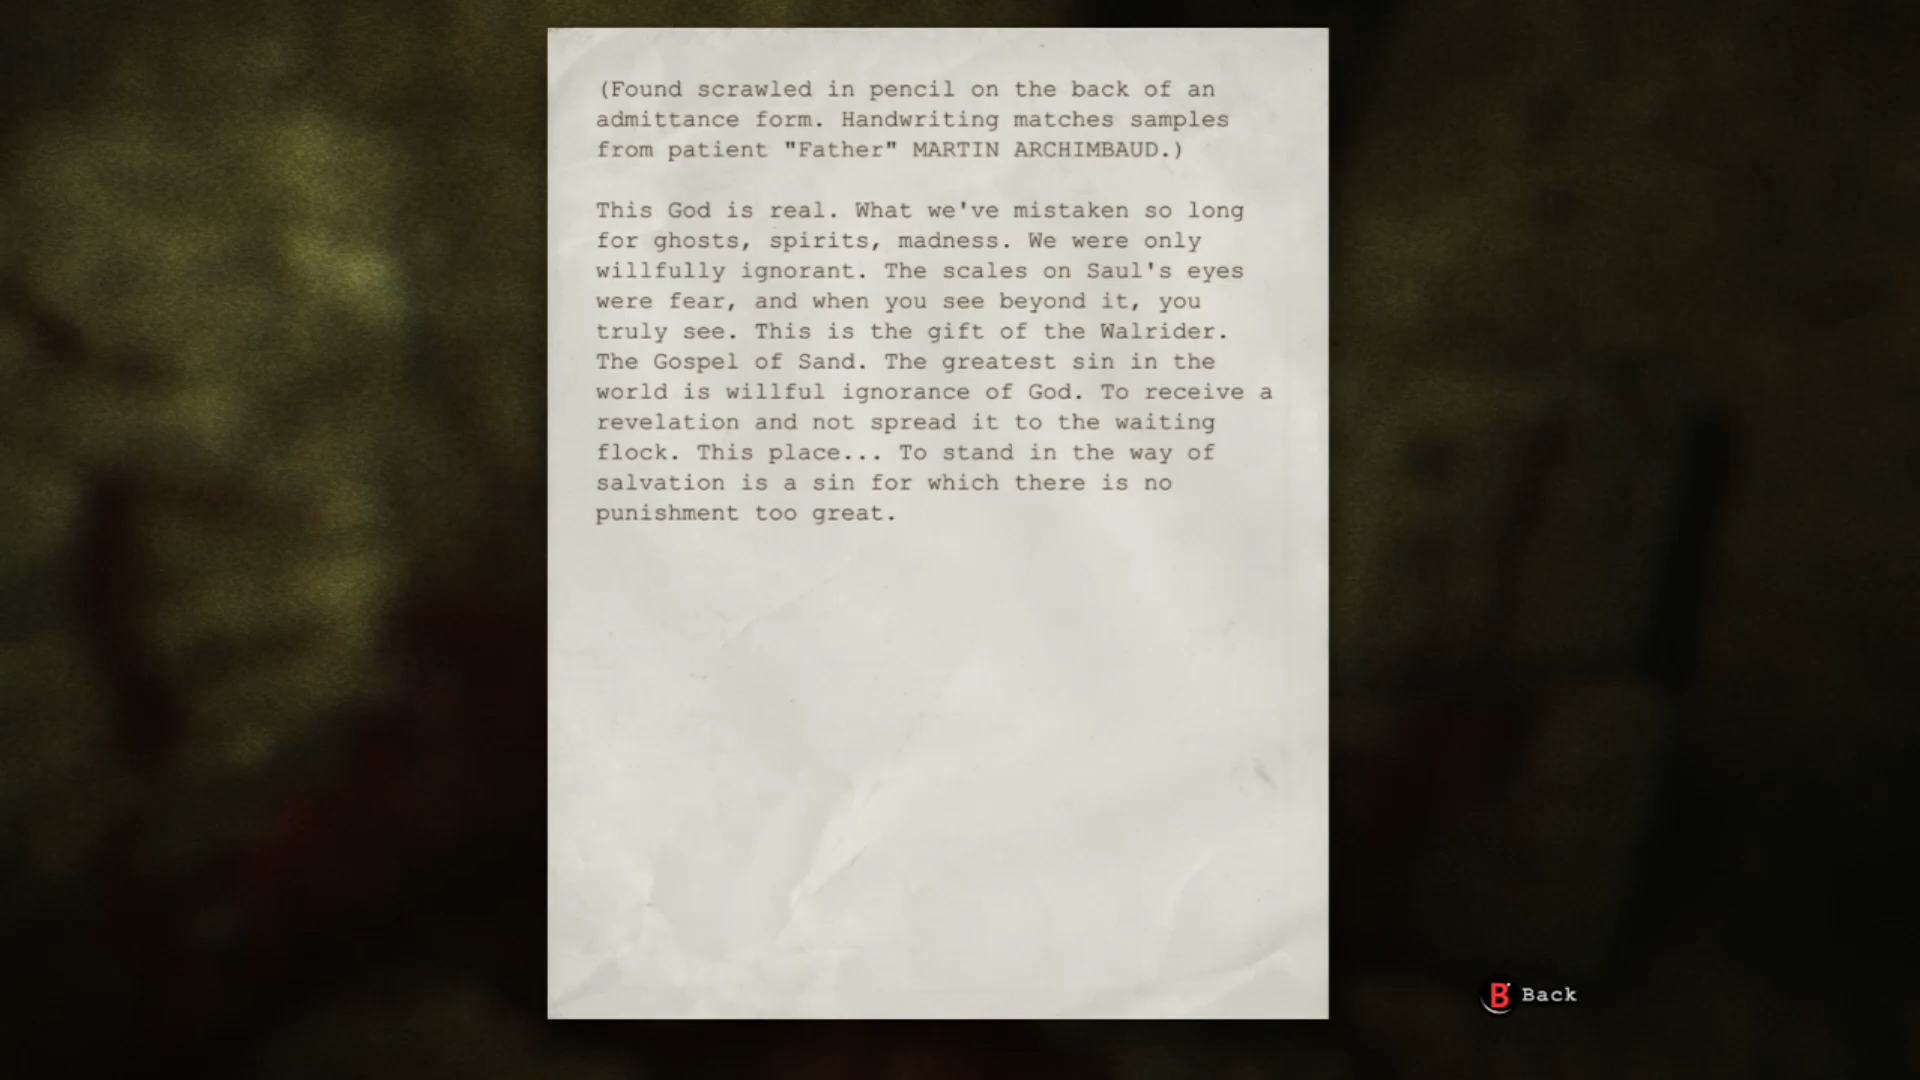 (Found scrawled in pencil on the back of an
admittance form. Handwriting matches samples
from patient "Father" MARTIN ARCHIMBAUD.)
This God is real. What we've mistaken so long
for ghosts, spirits, madness. We were only
willfully ignorant. The scales on Saul's eyes
were fear, and when you see beyond it, you
truly see. This is the gift of the Walrider.
The Gospel of Sand. The greatest sin in the
world is willful ignorance of God. To receive a
revelation and not spread it to the waiting
flock. This place... To stand in the way of
salvation is a sin for which there is no
punishment too great.
B Back